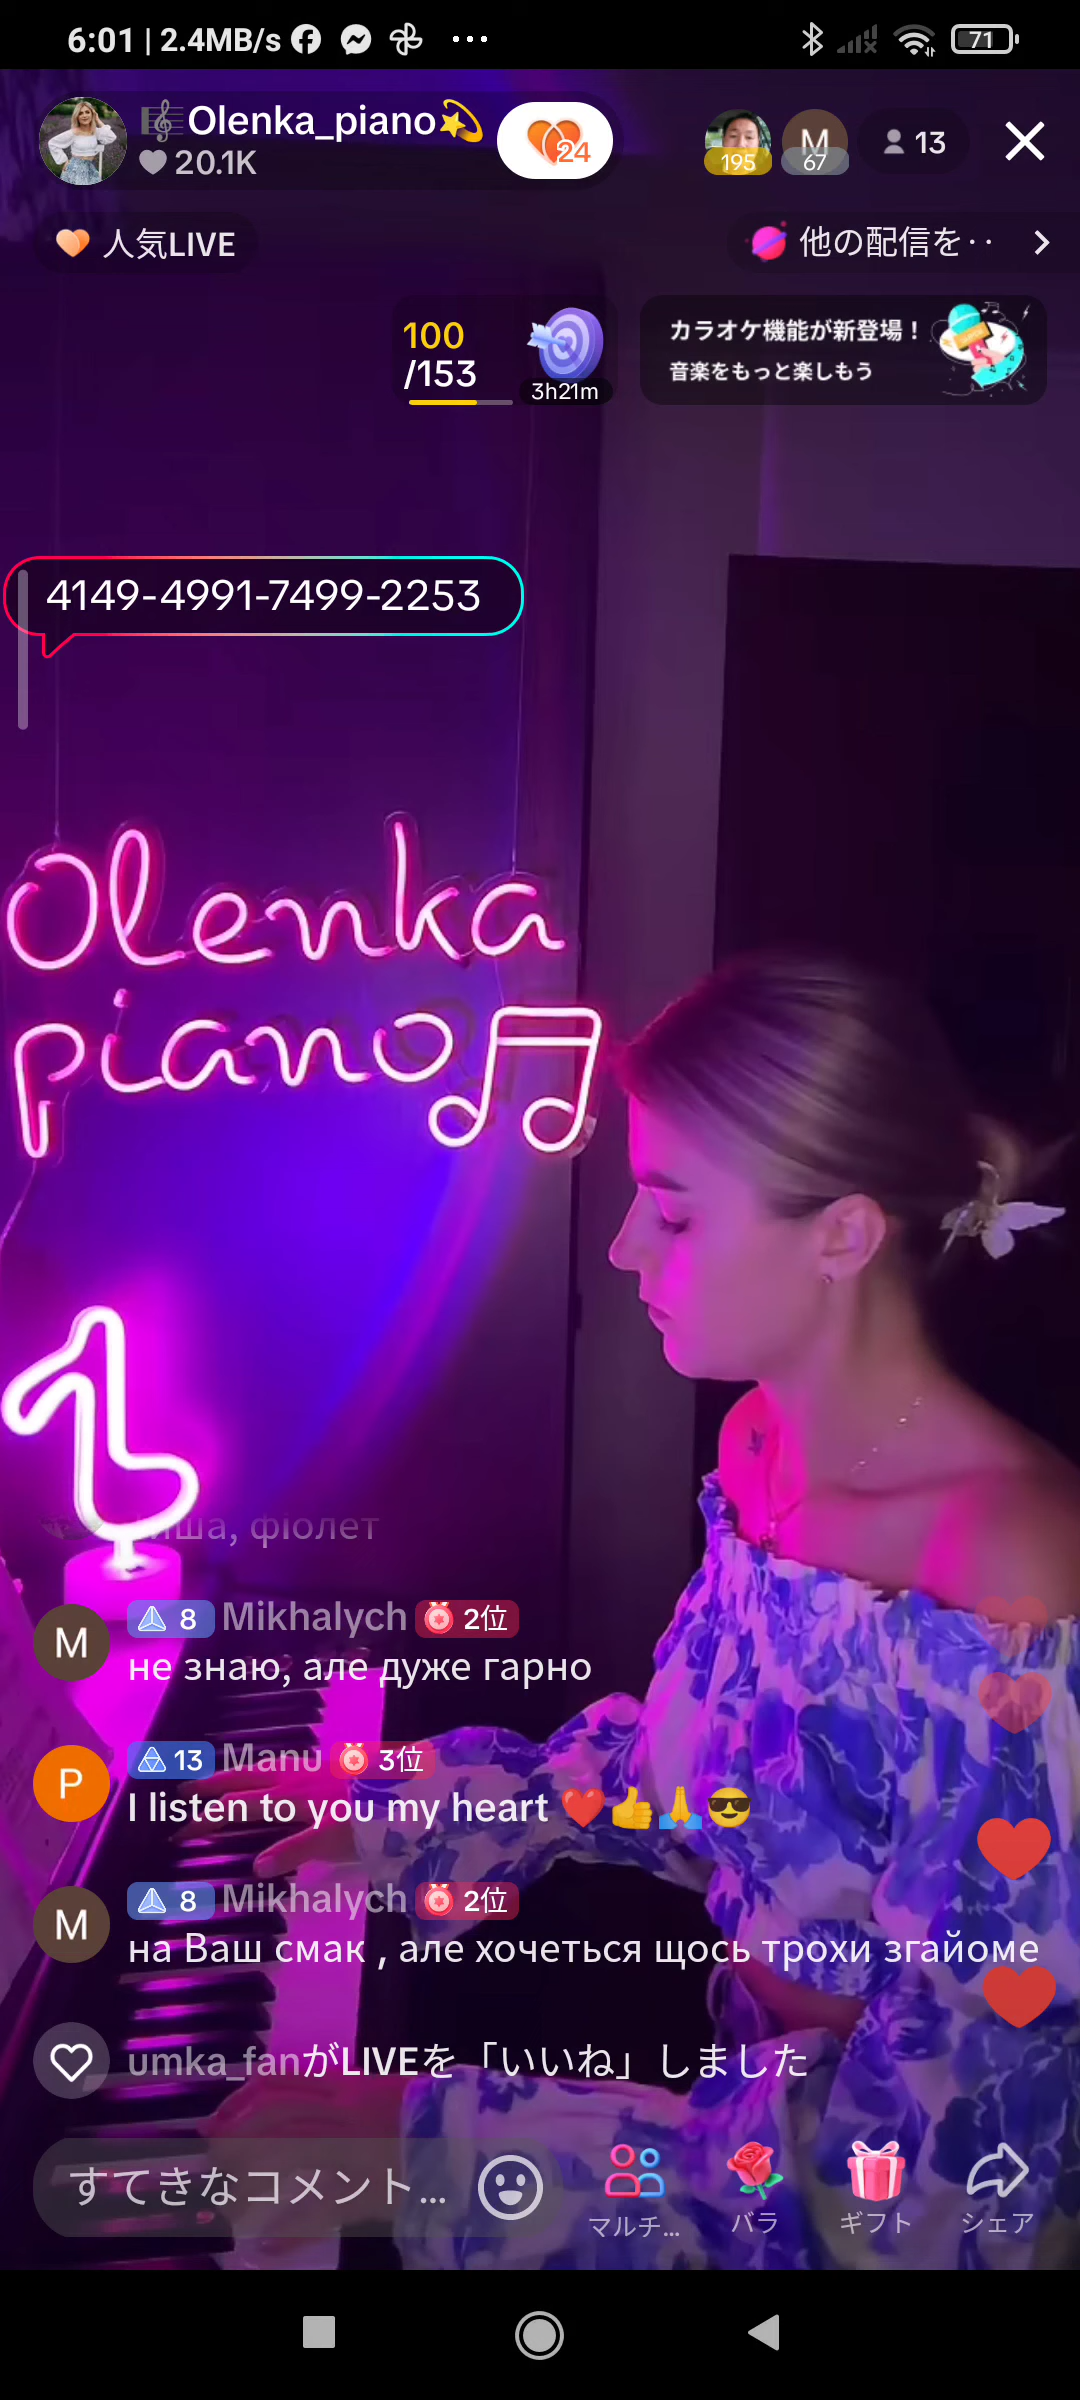 6:01 | 2.4MB/s
71
Olenka_piano
20.1K
24
195
M
67
13
人気LIVE
他の配信を‥
100
/153
3h21m
カラオケ機能が新登場！
音楽をもっと楽しもう
4149-4991-7499-2253
Olenka
piano
фіолет
8 Mikhalych 2位
M
не знаю, але дуже гарно
13 Manu 3位
P
I listen to you my heart ❤️👍🙏😎
8 Mikhalych 2位
M
на Ваш смак , але хочеться щось трохи згайоме
umka_fanがLIVEを「いいね」しました
すてきなコメント...
マルチ...
バラ
ギフト
シェア